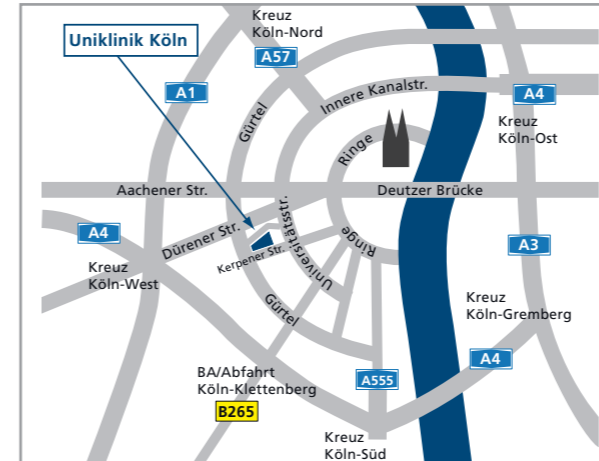 Kreuz
Köln-Nord
Uniklinik Köln
A57
A1
Innere Kanalstr.
A4
Gürtel
Kreuz
Köln-Ost
Ringe
Aachener Str.
Deutzer Brücke
A4
Dürener Str.
Universitätsstr.
Ringe
A3
Kerpener Str.
Kreuz
Köln-West
Gürtel
Kreuz
Köln-Gremberg
A4
BA/Abfahrt
Köln-Klettenberg
A555
B265
Kreuz
Köln-Süd